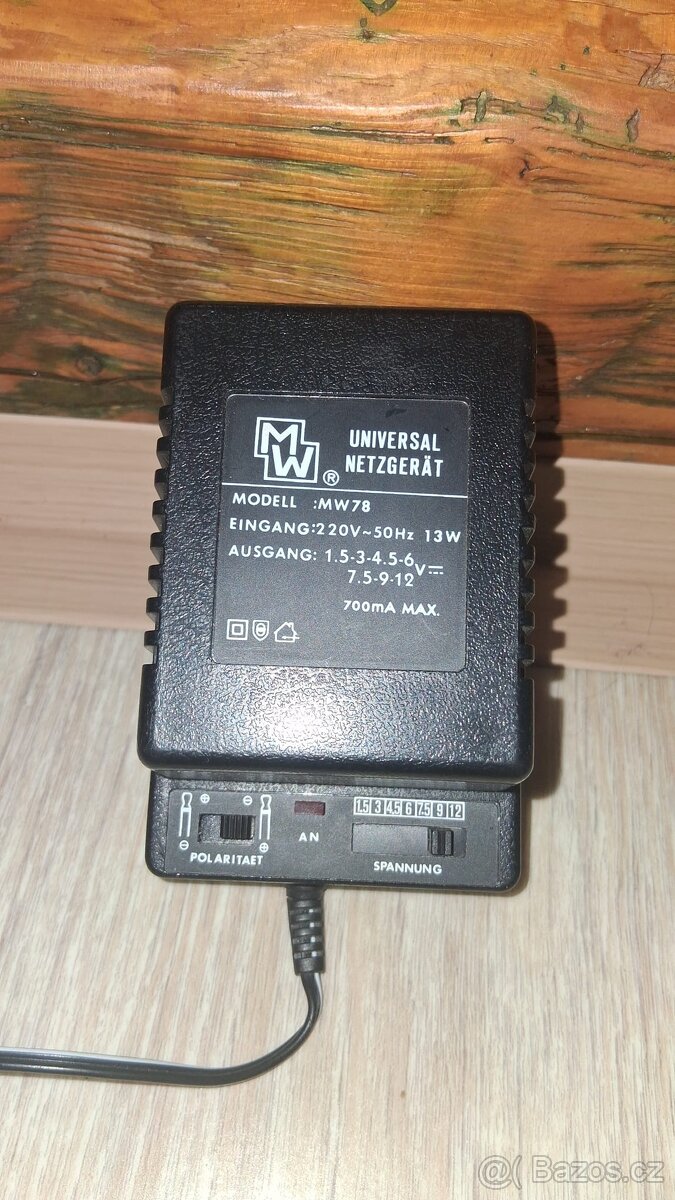 MW® UNIVERSAL
NETZGERÄT
MODELL :MW78
EINGANG:220V~50Hz 13W
AUSGANG: 1.5-3-4.5-6
7.5-9-12 V
700mA MAX.
⊕ ⊖
1.5 3 4.5 6 7.5 9 12
⊖ ⊕
AN
POLARITAET
SPANNUNG
@( Bazos.cz